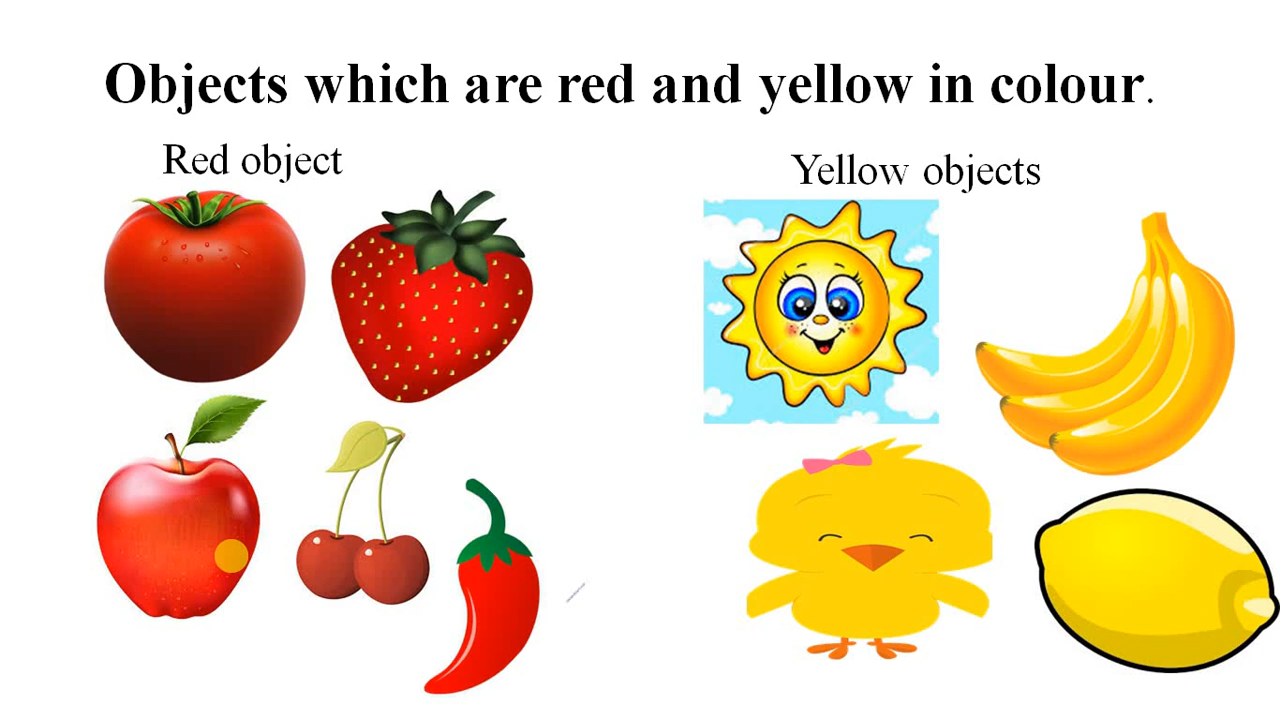 Objects which are red and yellow in colour.
Red object
Yellow objects